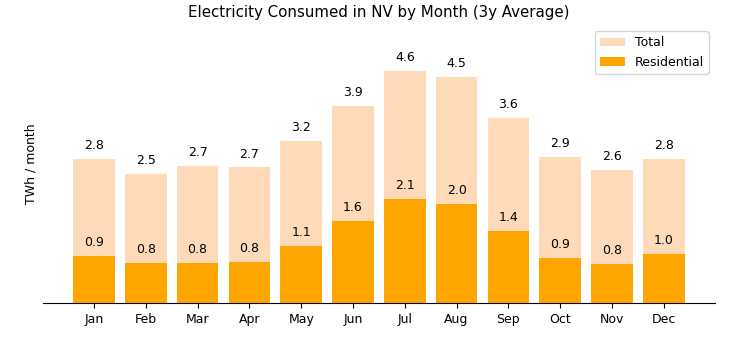 Electricity Consumed in NV by Month (3y Average)
Total
Residential
TWh / month
2.8 2.5 2.7 2.7 3.2 3.9 4.6 4.5 3.6 2.9 2.6 2.8
0.9 0.8 0.8 0.8 1.1 1.6 2.1 2.0 1.4 0.9 0.8 1.0
Jan Feb Mar Apr May Jun Jul Aug Sep Oct Nov Dec